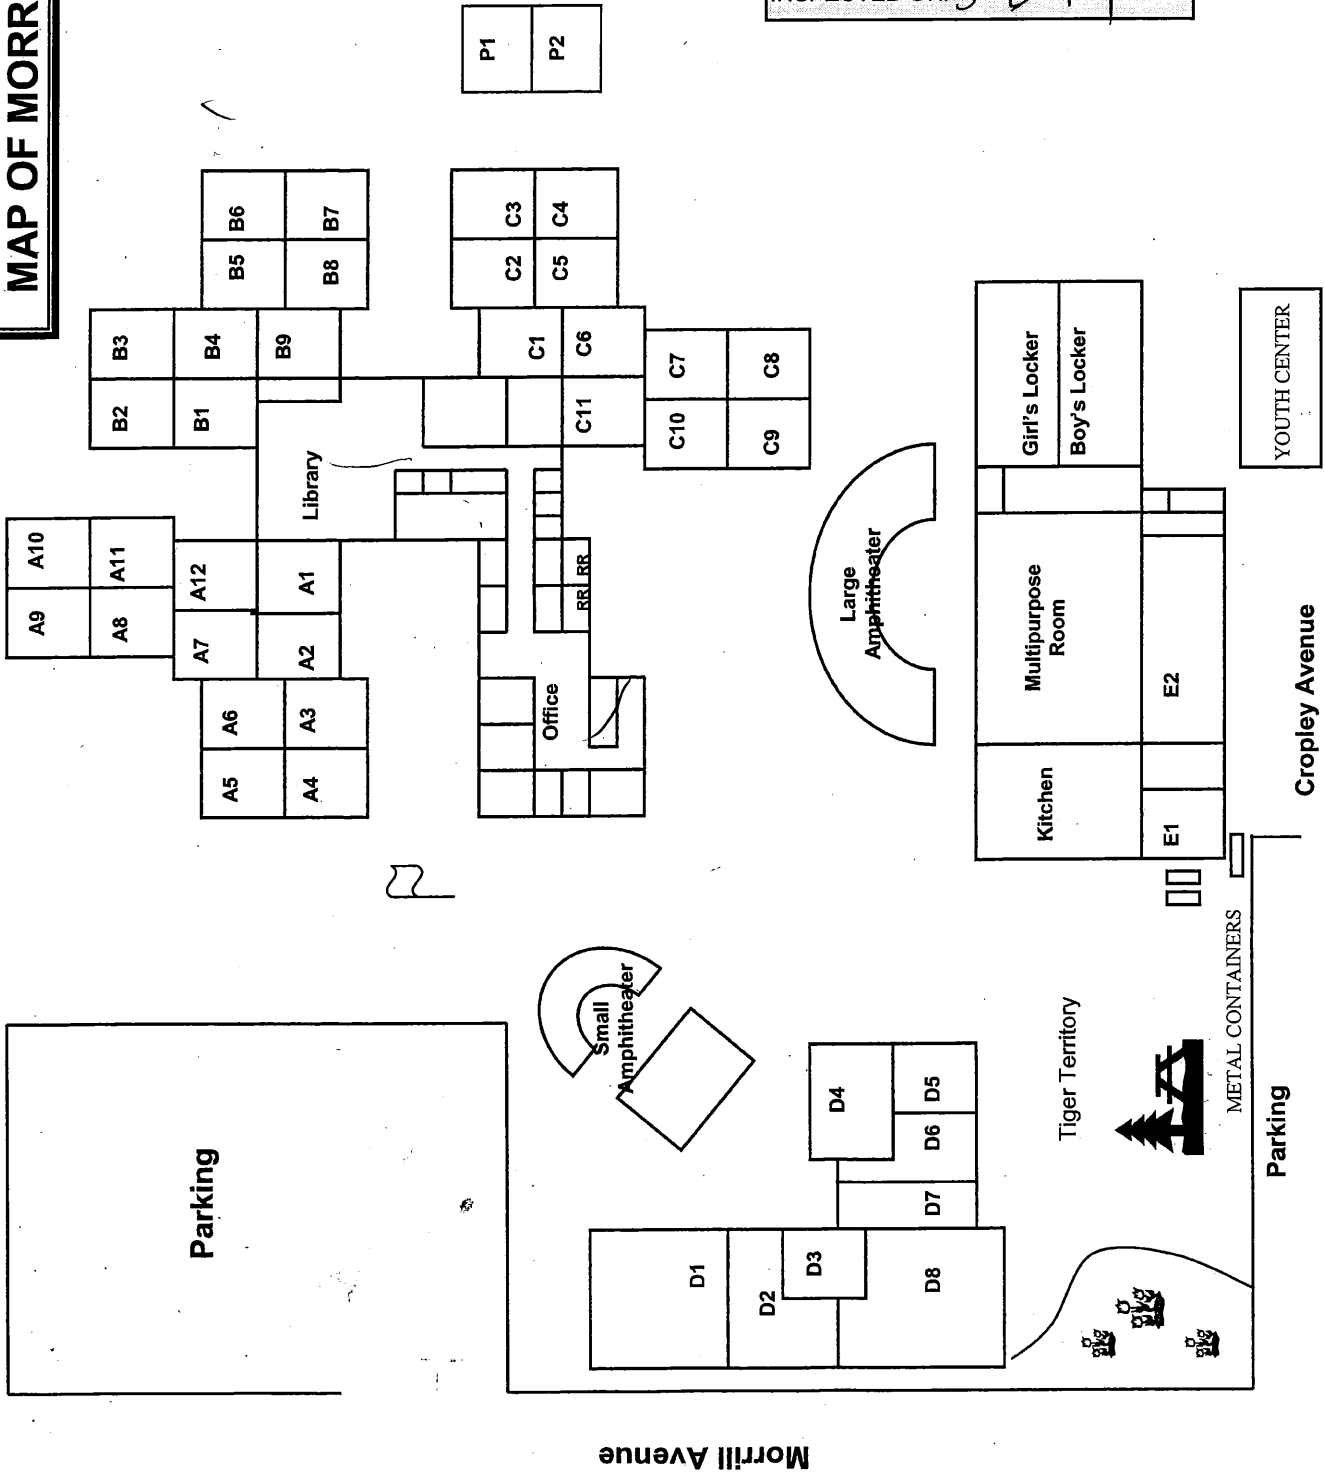 MAP OF MORR
P1
P2
B6
B7
B5
B8
B3
B4
B9
B2
B1
C3
C4
C2
C5
C1
C6
C11
C7
C8
C10
C9
Library
A10
A11
A9
A8
A12
A7
A1
A2
A6
A3
A5
A4
RR
RR
Office
Large
Amphitheater
Girl's Locker
Boy's Locker
YOUTH CENTER
Multipurpose
Room
E2
Kitchen
E1
Cropley Avenue
METAL CONTAINERS
Small
Amphitheater
Tiger Territory
Parking
Parking
D4
D5
D6
D7
D1
D2
D3
D8
Morrill Avenue